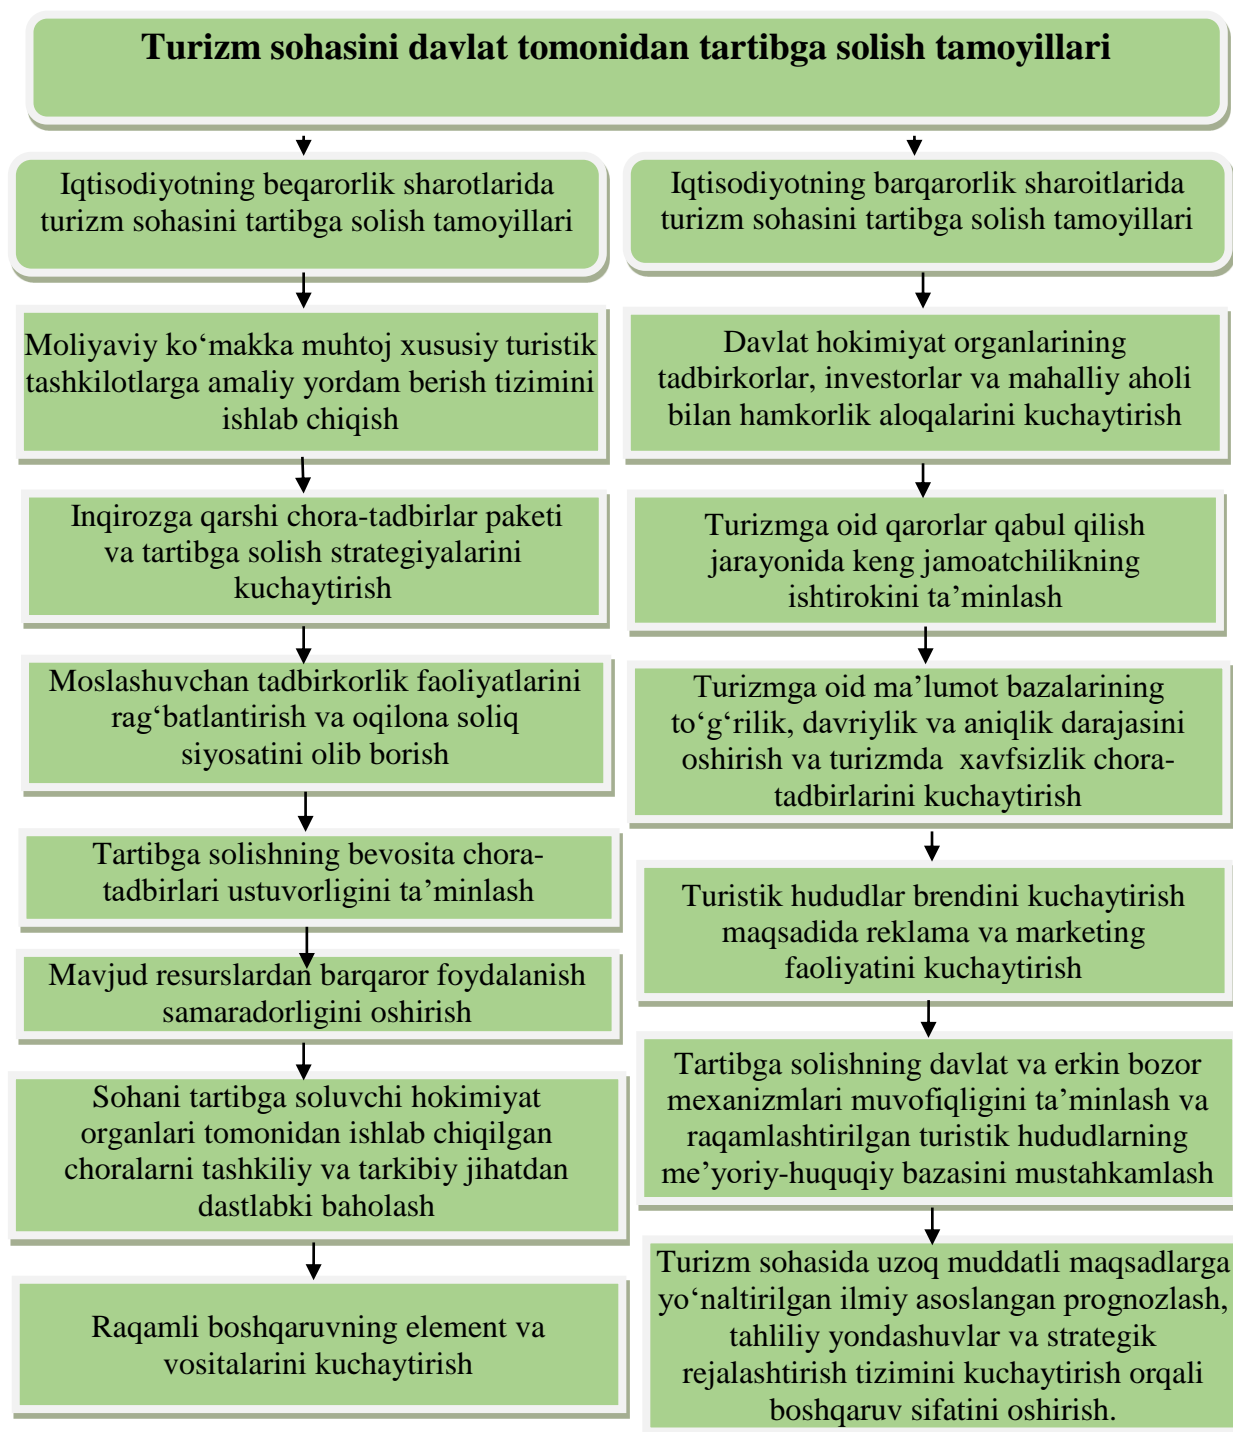 Turizm sohasini davlat tomonidan tartibga solish tamoyillari
Iqtisodiyotning beqarorlik sharotlarida
turizm sohasini tartibga solish tamoyillari
Moliyaviy ko‘makka muhtoj xususiy turistik
tashkilotlarga amaliy yordam berish tizimini
ishlab chiqish
Inqirozga qarshi chora-tadbirlar paketi
va tartibga solish strategiyalarini
kuchaytirish
Moslashuvchan tadbirkorlik faoliyatlarini
rag‘batlantirish va oqilona soliq
siyosatini olib borish
Tartibga solishning bevosita chora-
tadbirlari ustuvorligini ta’minlash
Mavjud resurslardan barqaror foydalanish
samaradorligini oshirish
Sohani tartibga soluvchi hokimiyat
organlari tomonidan ishlab chiqilgan
choralarni tashkiliy va tarkibiy jihatdan
dastlabki baholash
Raqamli boshqaruvning element va
vositalarini kuchaytirish
Iqtisodiyotning barqarorlik sharoitlarida
turizm sohasini tartibga solish tamoyillari
Davlat hokimiyat organlarining
tadbirkorlar, investorlar va mahalliy aholi
bilan hamkorlik aloqalarini kuchaytirish
Turizmga oid qarorlar qabul qilish
jarayonida keng jamoatchilikning
ishtirokini ta’minlash
Turizmga oid ma’lumot bazalarining
to‘g‘rilik, davriylik va aniqlik darajasini
oshirish va turizmda xavfsizlik chora-
tadbirlarini kuchaytirish
Turistik hududlar brendini kuchaytirish
maqsadida reklama va marketing
faoliyatini kuchaytirish
Tartibga solishning davlat va erkin bozor
mexanizmlari muvofiqligini ta’minlash va
raqamlashtirilgan turistik hududlarning
me’yoriy-huquqiy bazasini mustahkamlash
Turizm sohasida uzoq muddatli maqsadlarga
yo‘naltirilgan ilmiy asoslangan prognozlash,
tahliliy yondashuvlar va strategik
rejalashtirish tizimini kuchaytirish orqali
boshqaruv sifatini oshirish.